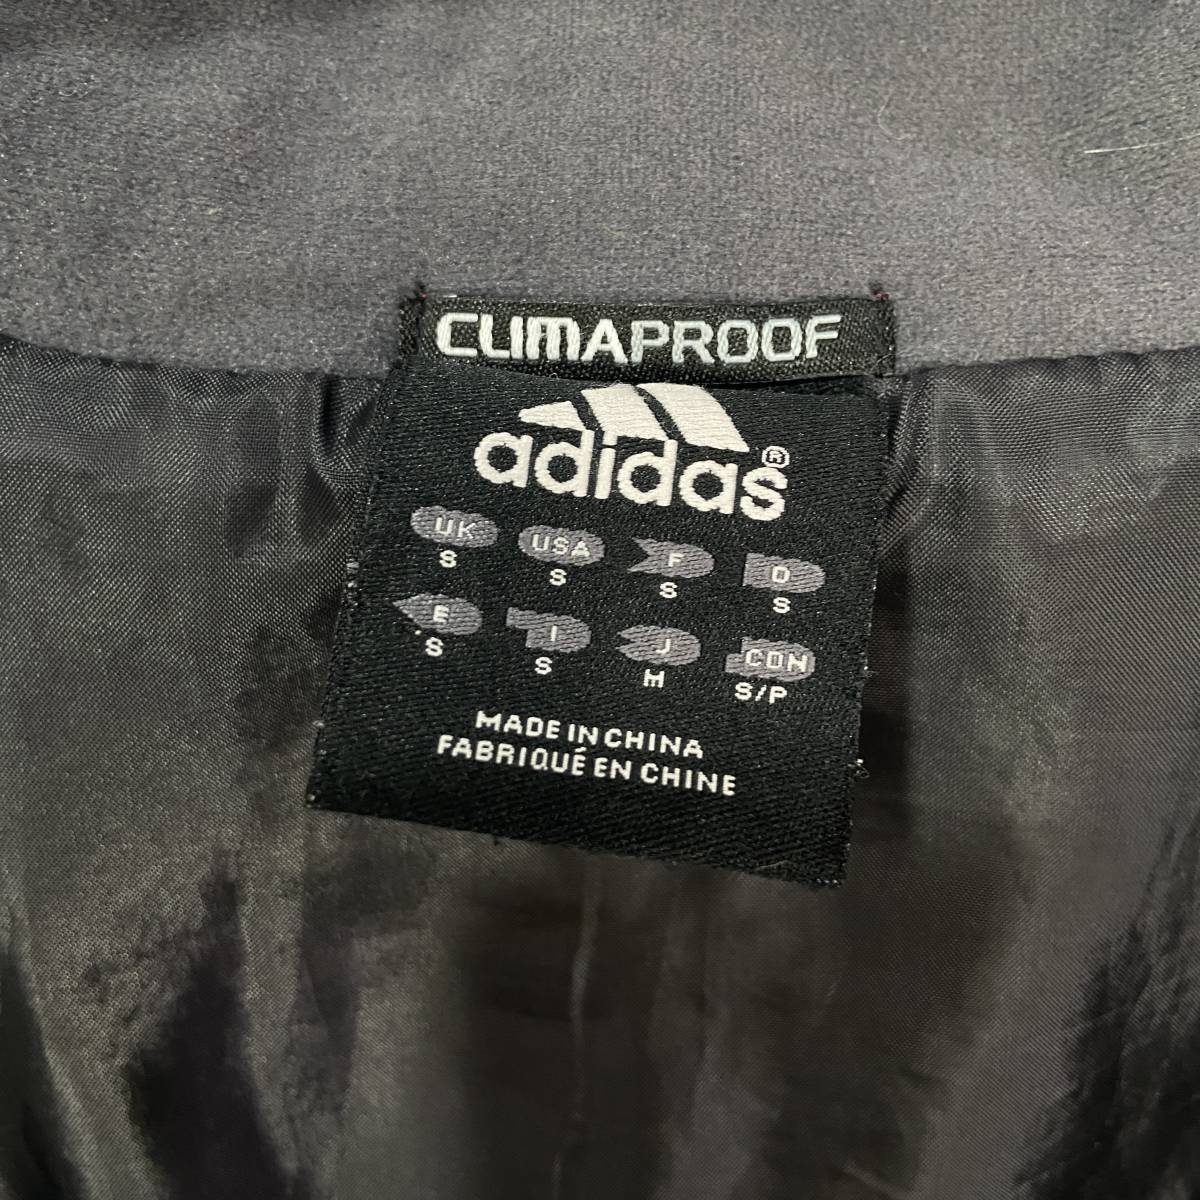 CLIMAPROOF
adidas®
UK USA F D
S S S S
E I J CDN
S S M S/P
MADE IN CHINA
FABRIQUÉ EN CHINE